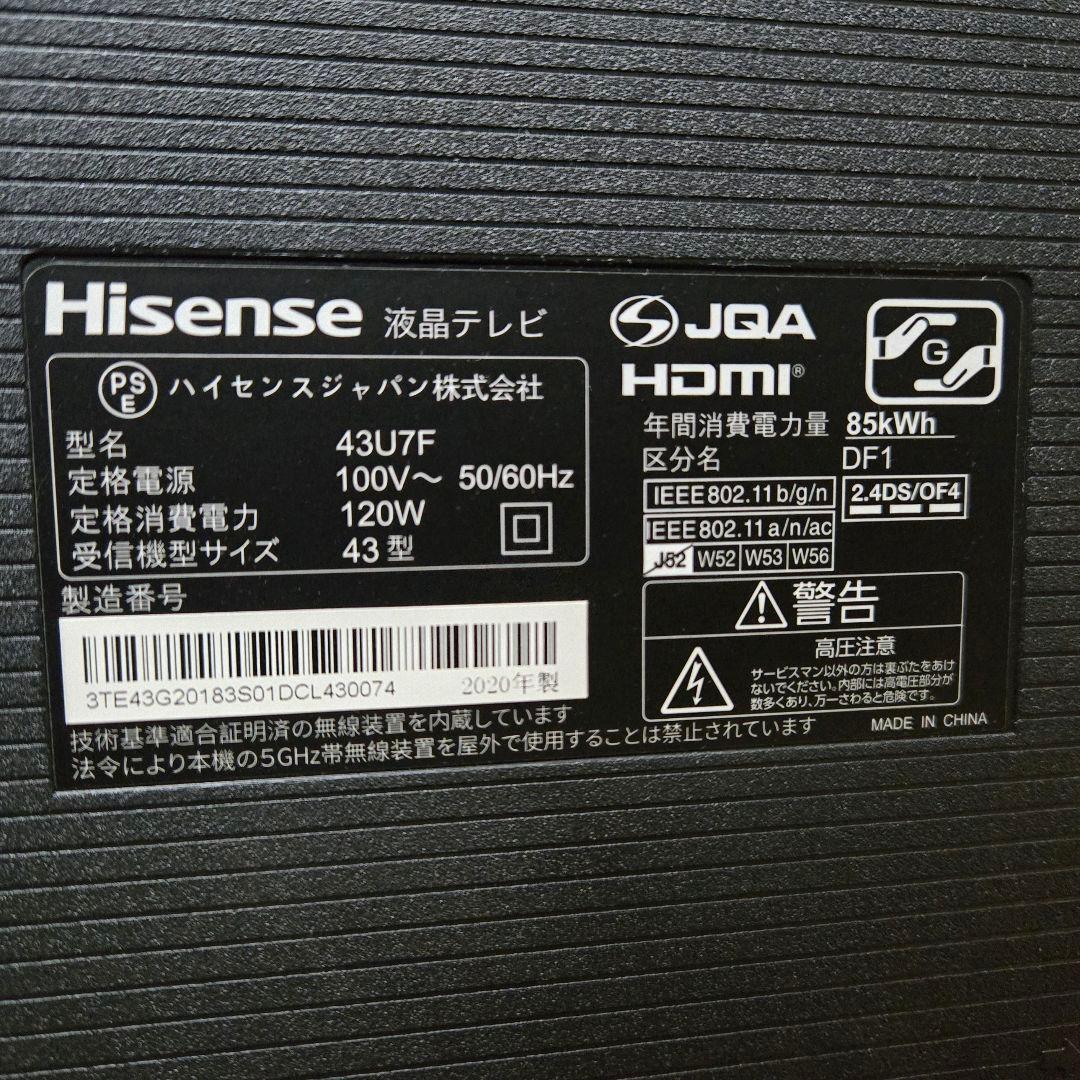 Hisense 液晶テレビ
PSE ハイセンスジャパン株式会社
型名 43U7F
定格電源 100V～ 50/60Hz
定格消費電力 120W
受信機型サイズ 43型
製造番号
3TE43G20183S01DCL430074 2020年製
技術基準適合証明済の無線装置を内蔵しています
法令により本機の5GHz帯無線装置を屋外で使用することは禁止されています
JQA
HDMI®
G
年間消費電力量 85kWh
区分名 DF1
IEEE802.11b/g/n
2.4DS/OF4
IEEE802.11a/n/ac
J52 W52 W53 W56
警告
高圧注意
サービスマン以外の方は裏ぶたをあけ
ないでください。内部には高電圧部分が
数多くあり、万一さわると危険です。
MADE IN CHINA